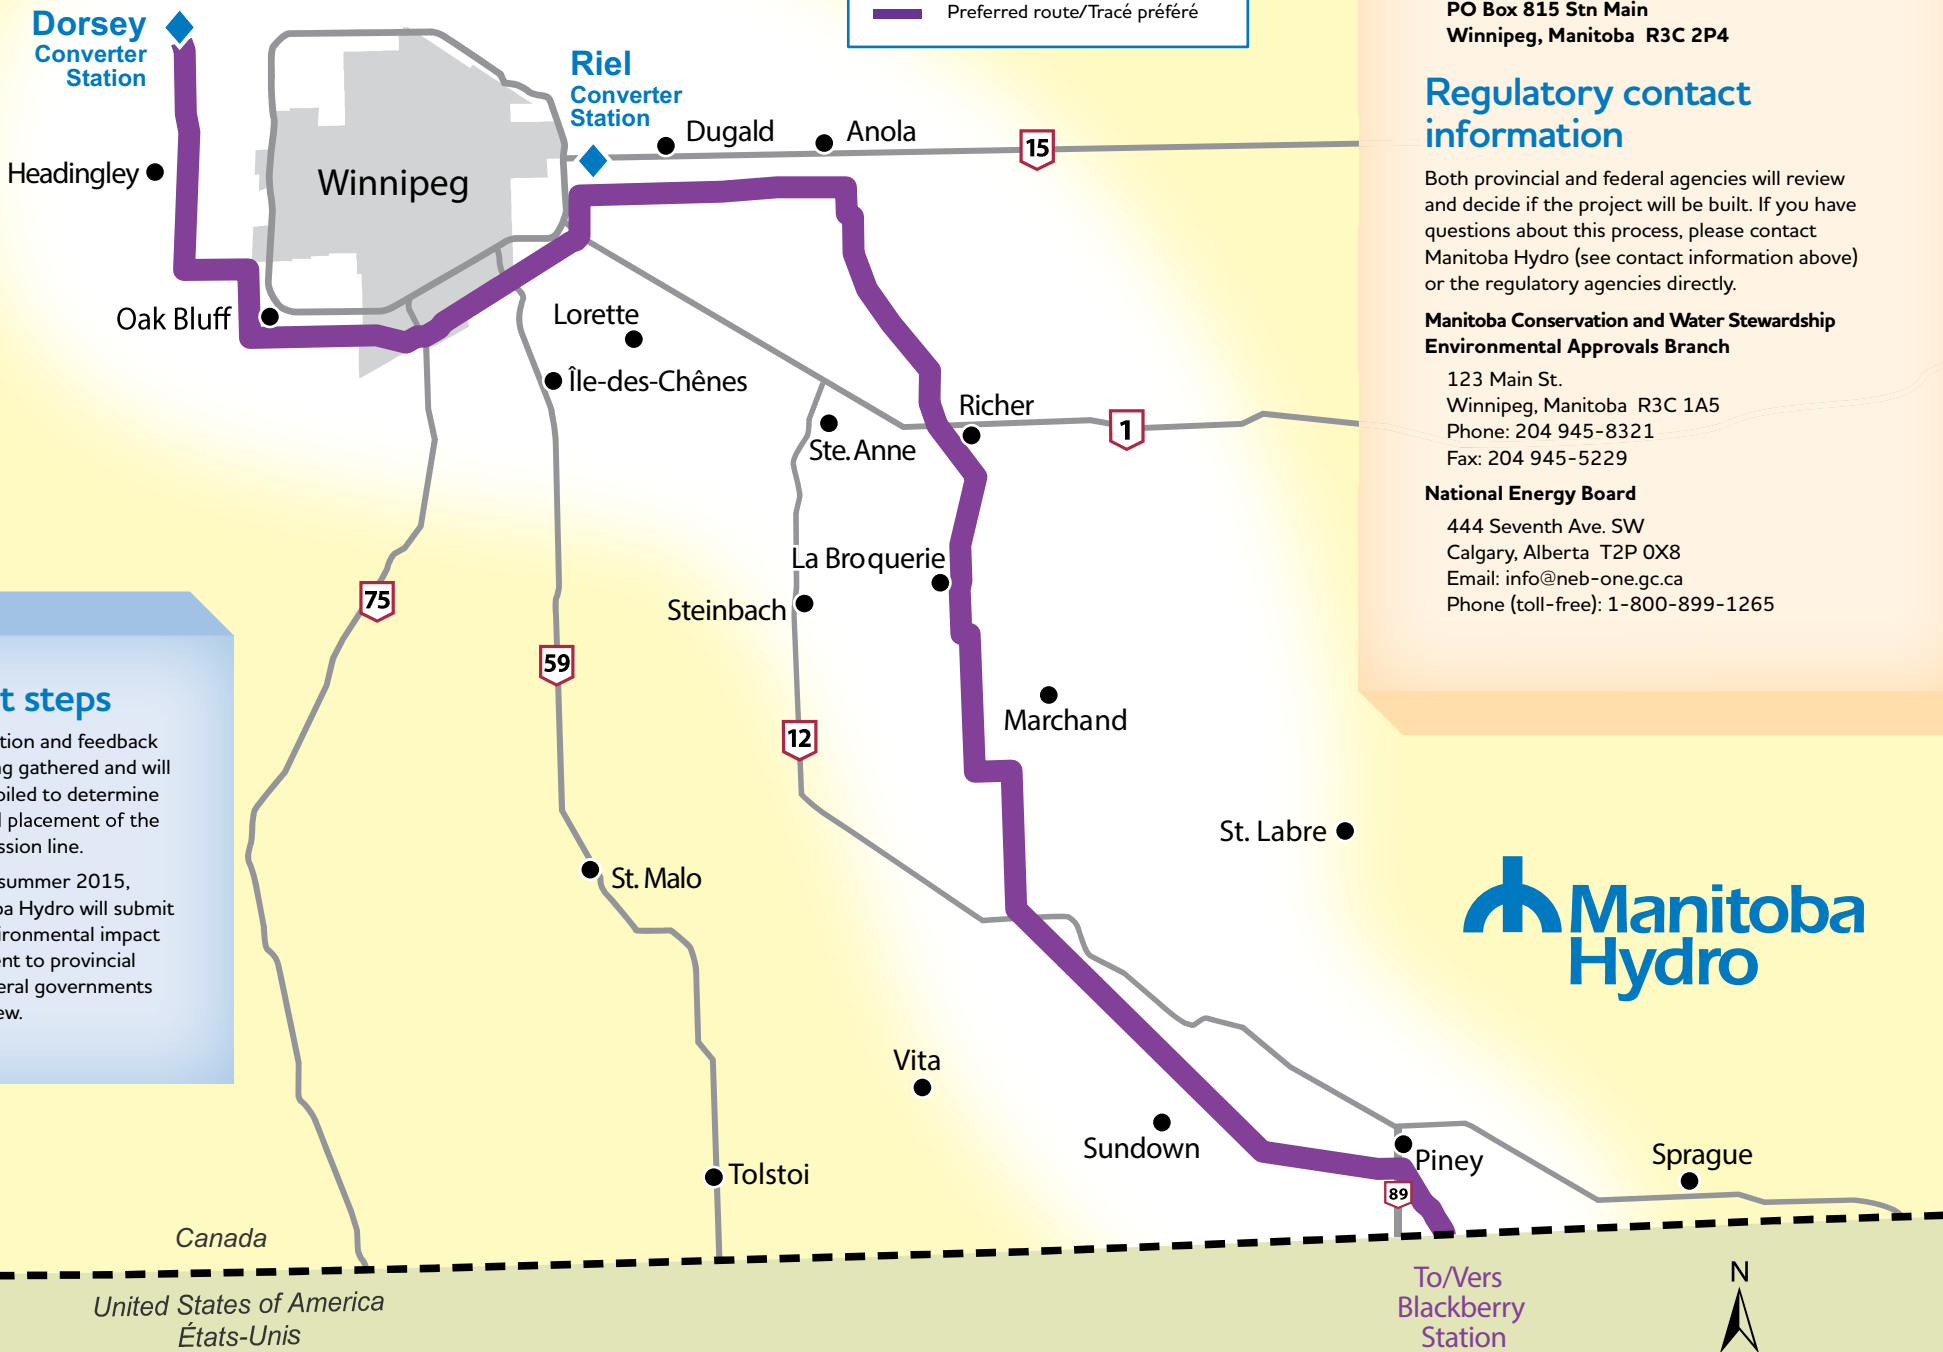 Dorsey
Converter
Station
Preferred route/Tracé préféré
PO Box 815 Stn Main
Winnipeg, Manitoba R3C 2P4
Riel
Converter
Station
Dugald
Anola
15
Headingley
Winnipeg
Oak Bluff
Lorette
Île-des-Chênes
Richer
1
Ste. Anne
La Broquerie
Steinbach
75
59
12
Marchand
St. Labre
St. Malo
Vita
Sundown
Piney
89
Sprague
Tolstoi
Canada
United States of America
États-Unis
To/Vers
Blackberry
Station
N
Regulatory contact
information
Both provincial and federal agencies will review
and decide if the project will be built. If you have
questions about this process, please contact
Manitoba Hydro (see contact information above)
or the regulatory agencies directly.
Manitoba Conservation and Water Stewardship
Environmental Approvals Branch
123 Main St.
Winnipeg, Manitoba R3C 1A5
Phone: 204 945-8321
Fax: 204 945-5229
National Energy Board
444 Seventh Ave. SW
Calgary, Alberta T2P 0X8
Email: info@neb-one.gc.ca
Phone (toll-free): 1-800-899-1265
t steps
tion and feedback
g gathered and will
iled to determine
placement of the
ssion line.
summer 2015,
ba Hydro will submit
ironmental impact
nt to provincial
eral governments
ew.
Manitoba
Hydro